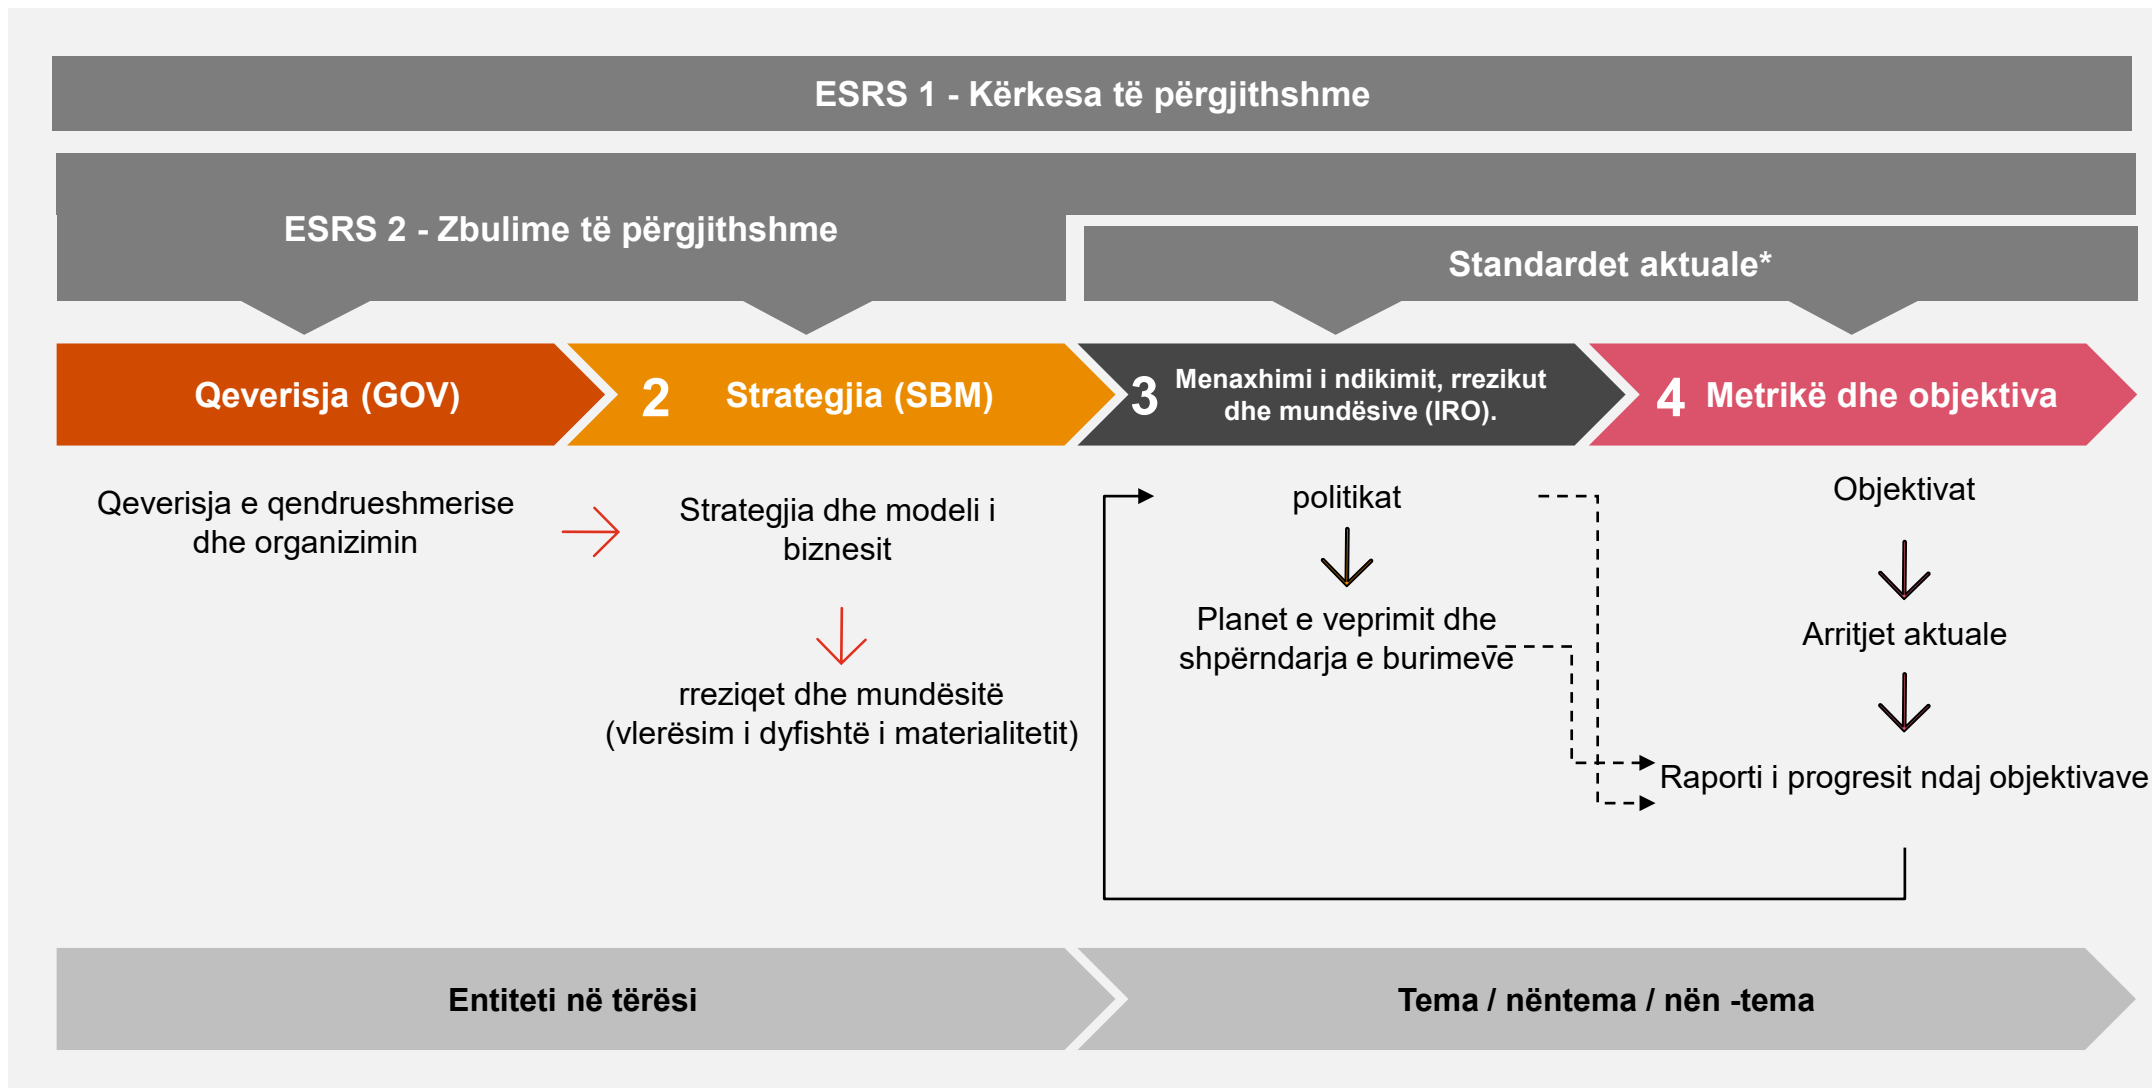 ESRS 1 - Kërkesa të përgjithshme
ESRS 2 - Zbulime të përgjithshme
Standardet aktuale*
Qeverisja (GOV)
2 Strategjia (SBM)
3 Menaxhimi i ndikimit, rrezikut
dhe mundësive (IRO).
4 Metrikë dhe objektiva
Qeverisja e qendrueshmerise
dhe organizimin
Strategjia dhe modeli i
biznesit
rreziqet dhe mundësitë
(vlerësim i dyfishtë i materialitetit)
politikat
Planet e veprimit dhe
shpërndarja e burimeve
Objektivat
Arritjet aktuale
Raporti i progresit ndaj objektivave
Entiteti në tërësi
Tema / nëntema / nën -tema